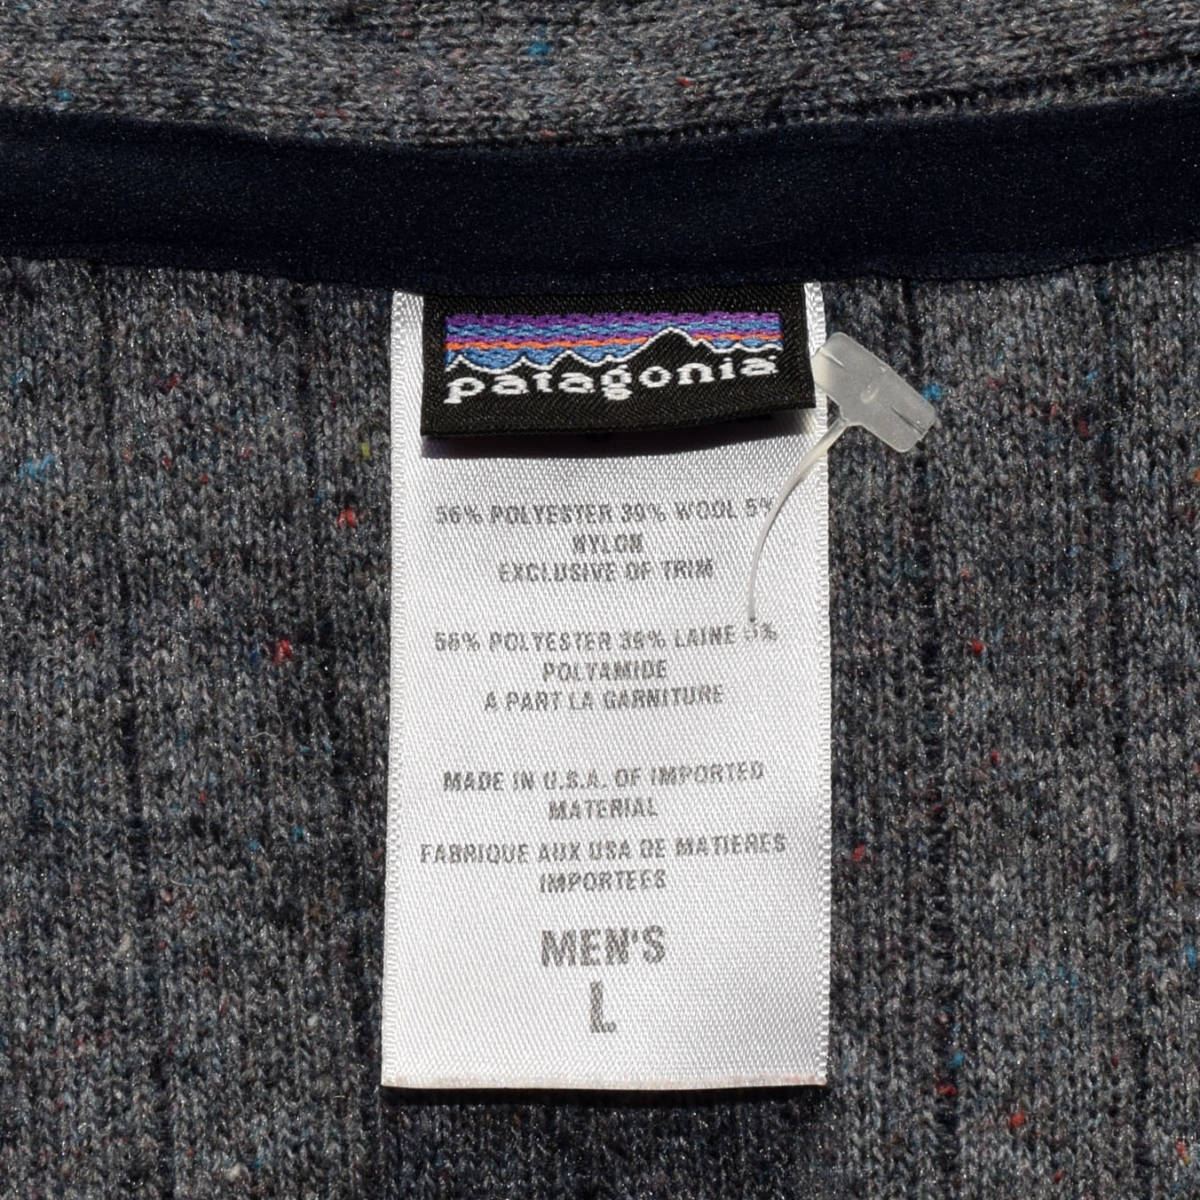 patagonia
56% POLYESTER 39% WOOL 5%
NYLON
EXCLUSIVE OF TRIM
56% POLYESTER 39% LAINE 5%
POLYAMIDE
A PART LA GARNITURE
MADE IN U.S.A. OF IMPORTED
MATERIAL
FABRIQUE AUX USA DE MATIERES
IMPORTEES
MEN'S
L